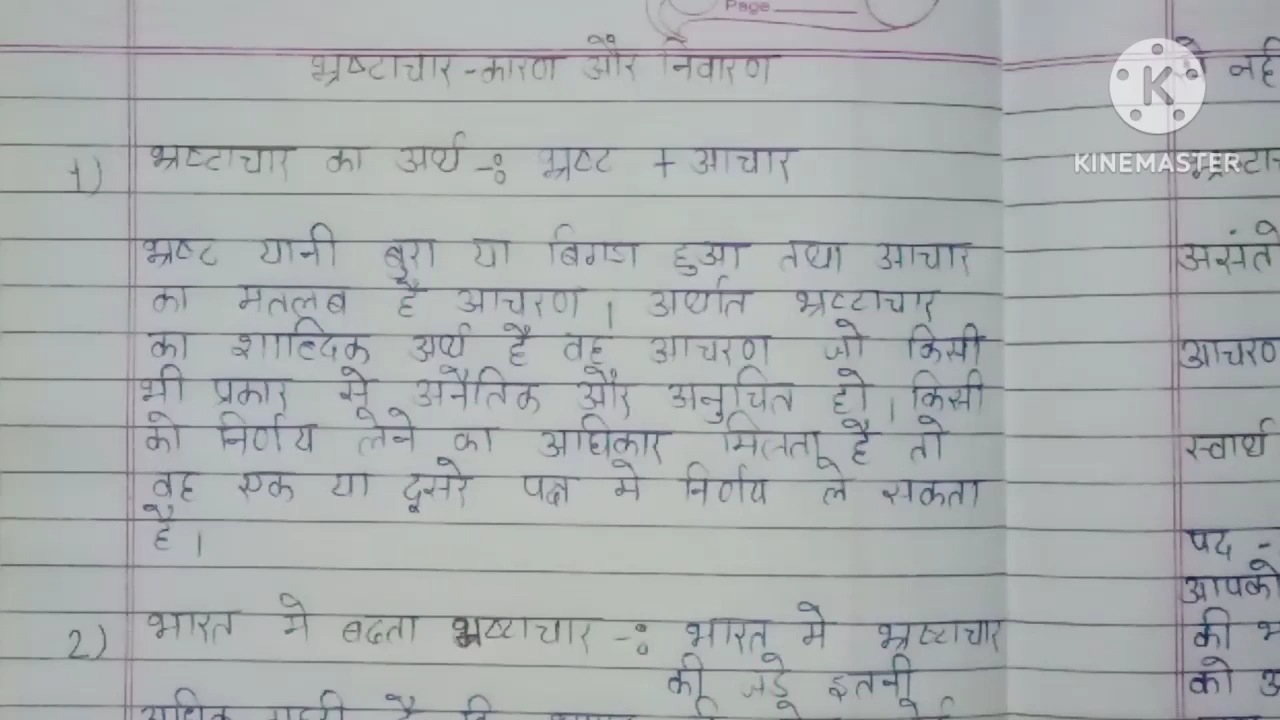 Page
भ्रष्टाचार-कारण और निवारण
1) भ्रष्टाचार का अर्थ -: भ्रष्ट + आचार
भ्रष्ट यानी बुरा या बिगडा हुआ तथा आचार
का मतलब है आचरण । अर्थात भ्रष्टाचार
का शाब्दिक अर्थ है वह आचरण जो किसी
भी प्रकार से अनैतिक और अनुचित हो । किसी
को निर्णय लेने का अधिकार मिलता है तो
वह एक या दूसरे पक्ष मे निर्णय ले सकता
है ।
2) भारत मे बढता भ्रष्टाचार -: भारत मे भ्रष्टाचार
की जड़े इतनी
K
KINEMASTER
असंते
आचरण
स्वार्थ
पद -
आपको
की भ
को अ